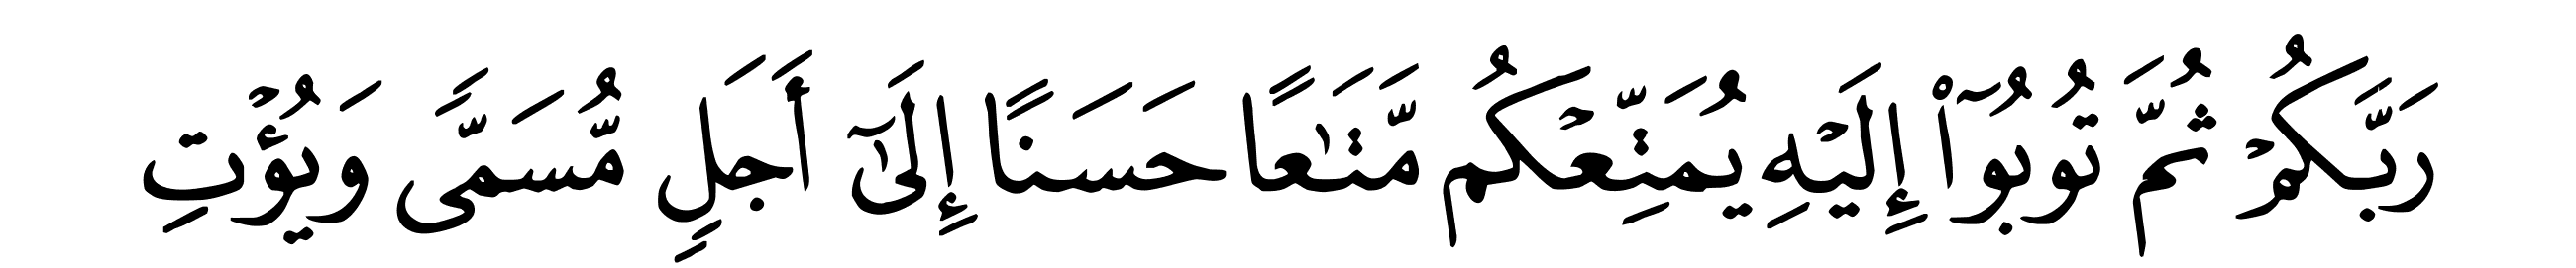 رَبَّكُمْ ثُمَّ تُوبُوٓا۟ إِلَيْهِ يُمَتِّعْكُم مَّتَـٰعًا حَسَنًا إِلَىٰٓ أَجَلٍ مُّسَمًّى وَيُؤْتِ